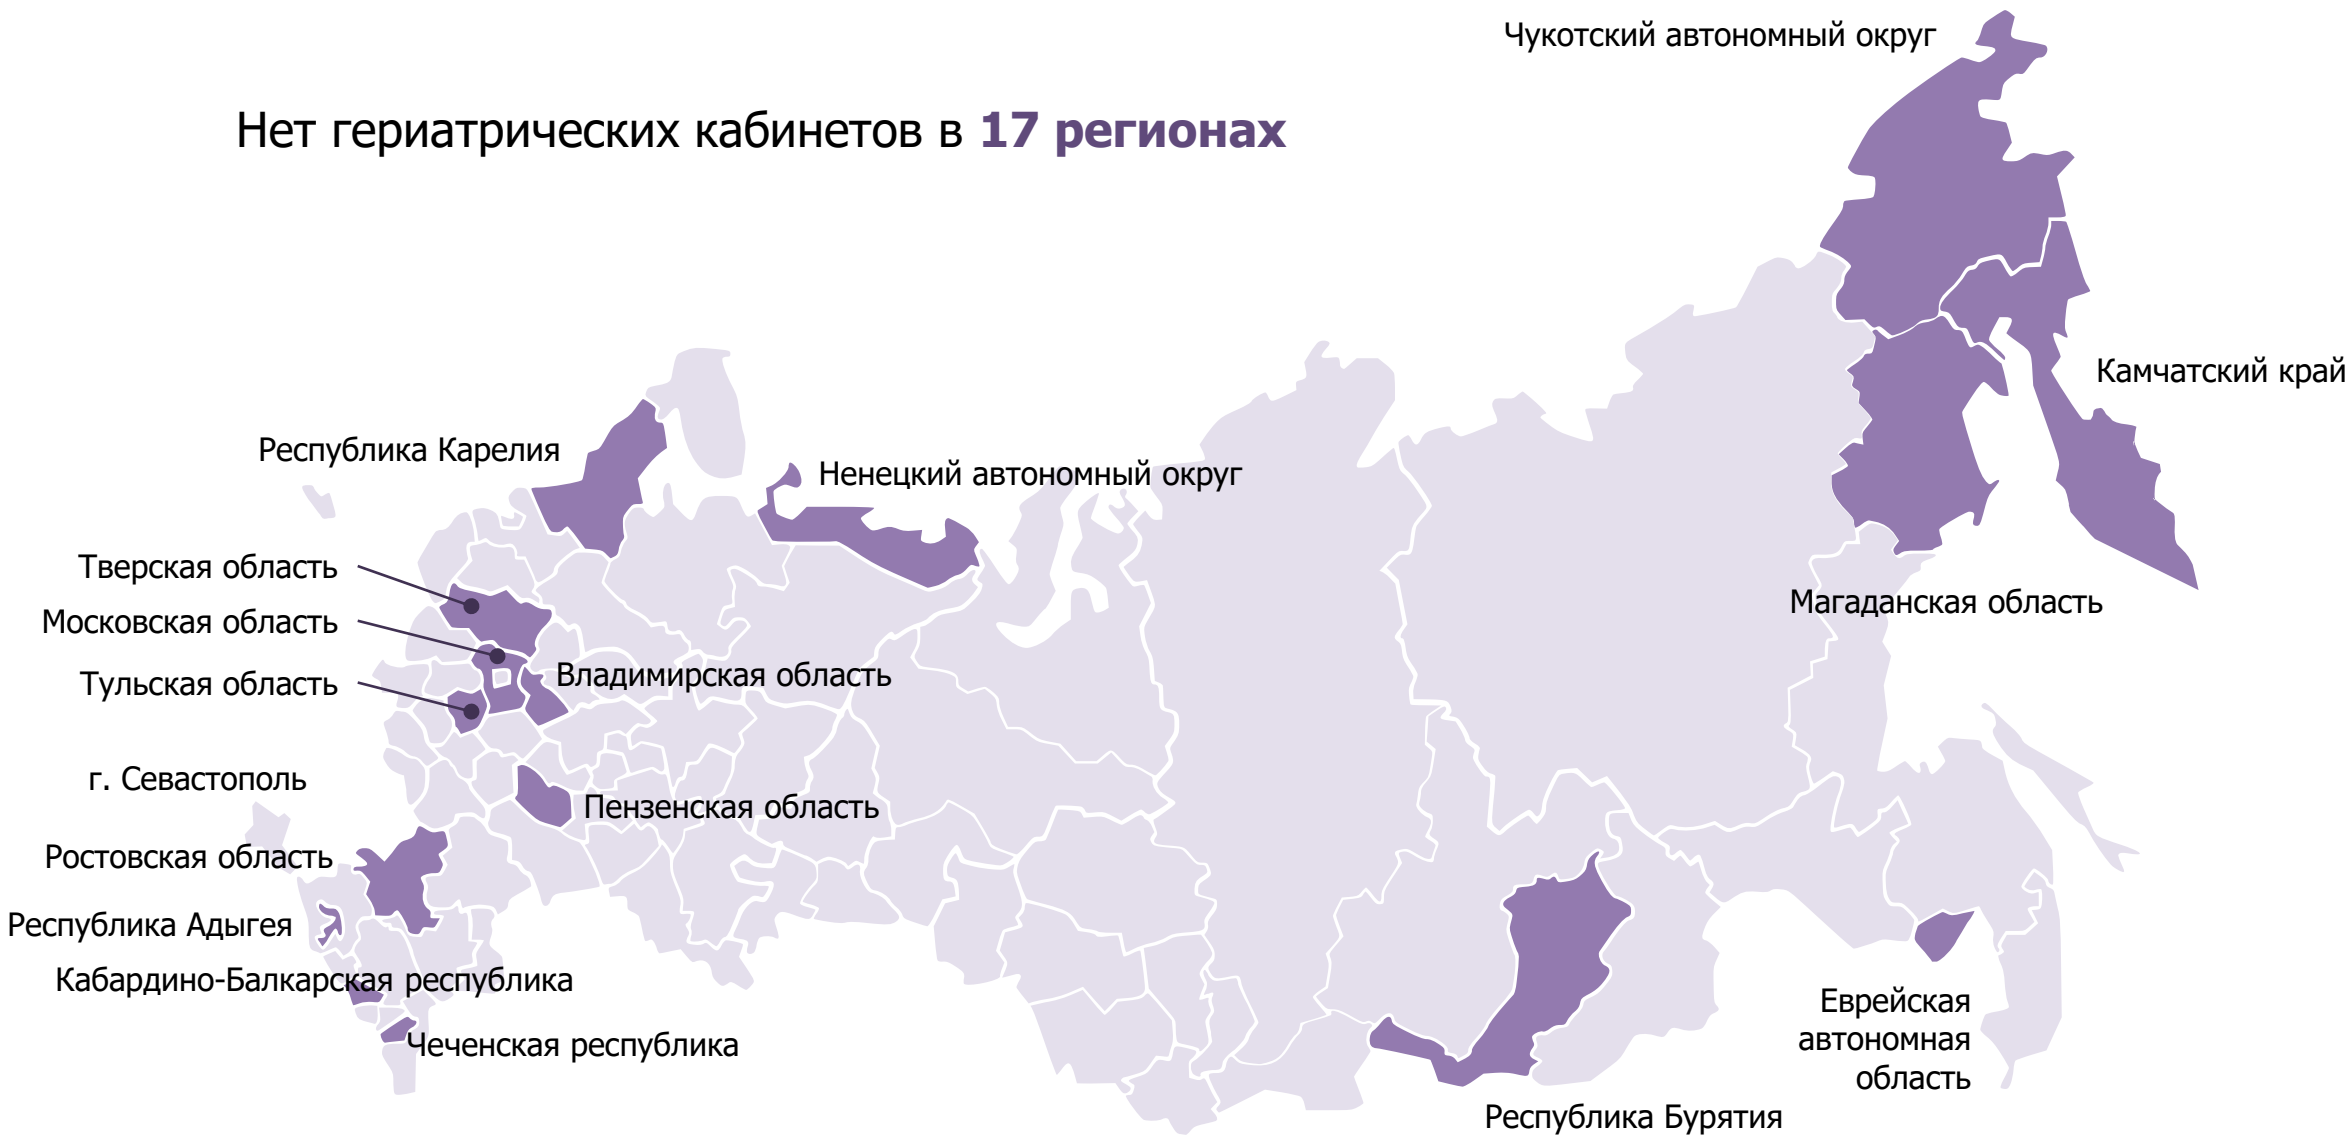 Чукотский автономный округ
Нет гериатрических кабинетов в 17 регионах
Камчатский край
Республика Карелия
Ненецкий автономный округ
Тверская область
Магаданская область
Московская область
Владимирская область
Тульская область
г. Севастополь
Пензенская область
Ростовская область
Республика Адыгея
Кабардино-Балкарская республика
Еврейская
автономная
область
Чеченская республика
Республика Бурятия